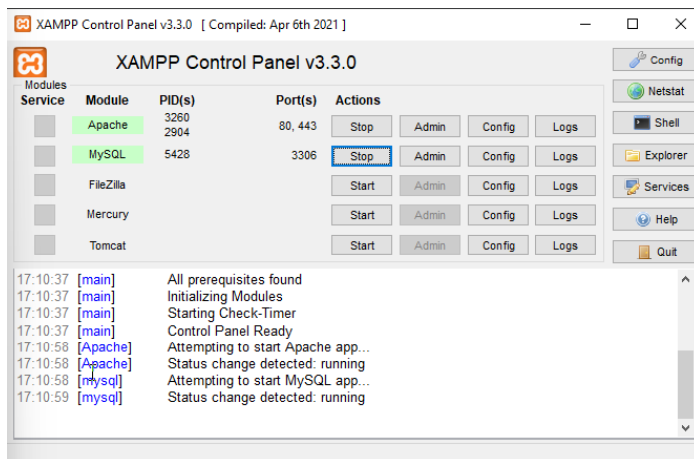 XAMPP Control Panel v3.3.0 [ Compiled: Apr 6th 2021 ]
XAMPP Control Panel v3.3.0
Config
Modules
Service Module PID(s) Port(s) Actions
Netstat
Apache 3260 2904 80, 443 Stop Admin Config Logs
Shell
MySQL 5428 3306 Stop Admin Config Logs
Explorer
FileZilla Start Admin Config Logs
Services
Mercury Start Admin Config Logs
Help
Tomcat Start Admin Config Logs
Quit
17:10:37 [main] All prerequisites found
17:10:37 [main] Initializing Modules
17:10:37 [main] Starting Check-Timer
17:10:37 [main] Control Panel Ready
17:10:58 [Apache] Attempting to start Apache app...
17:10:58 [Apache] Status change detected: running
17:10:58 [mysql] Attempting to start MySQL app...
17:10:59 [mysql] Status change detected: running